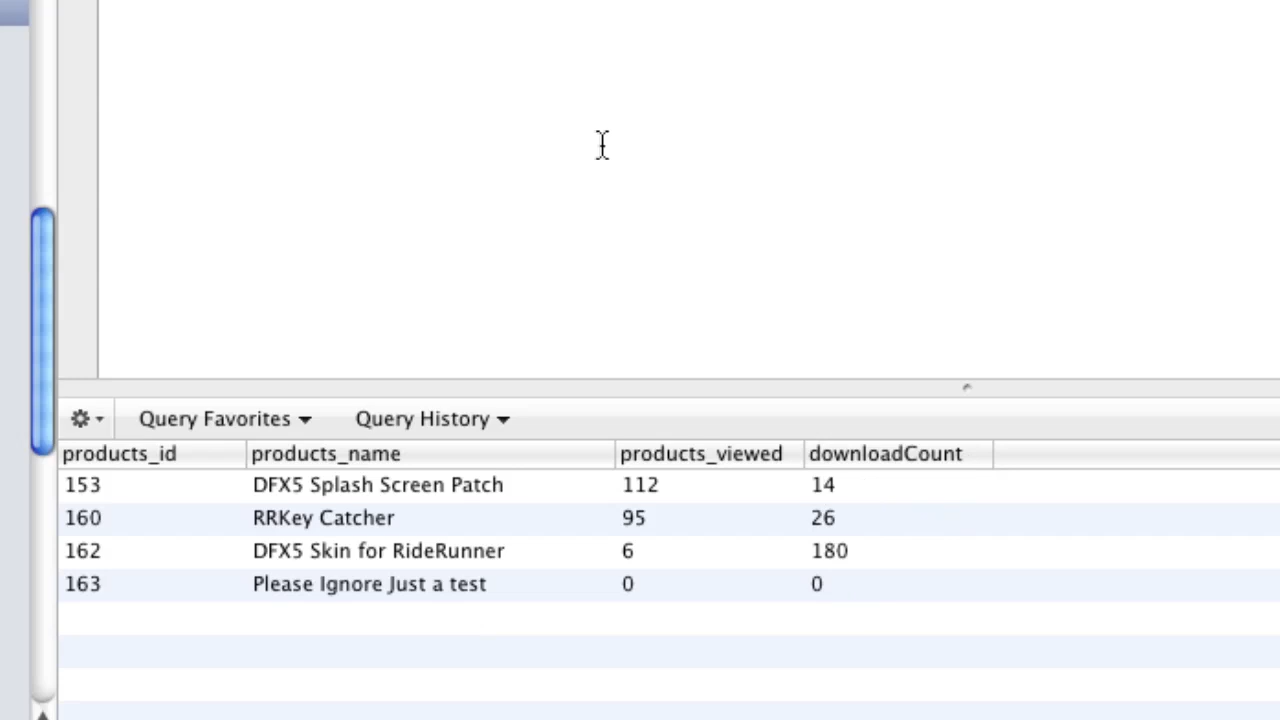 Query Favorites Query History
products_id products_name products_viewed downloadCount
153 DFX5 Splash Screen Patch 112 14
160 RRKey Catcher 95 26
162 DFX5 Skin for RideRunner 6 180
163 Please Ignore Just a test 0 0